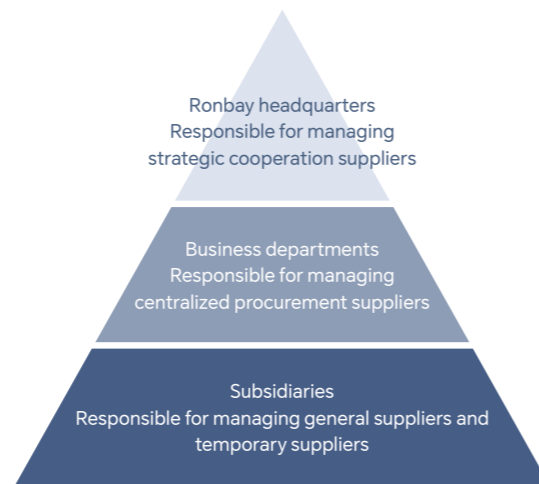 Ronbay headquarters
Responsible for managing
strategic cooperation suppliers
Business departments
Responsible for managing
centralized procurement suppliers
Subsidiaries
Responsible for managing general suppliers and
temporary suppliers